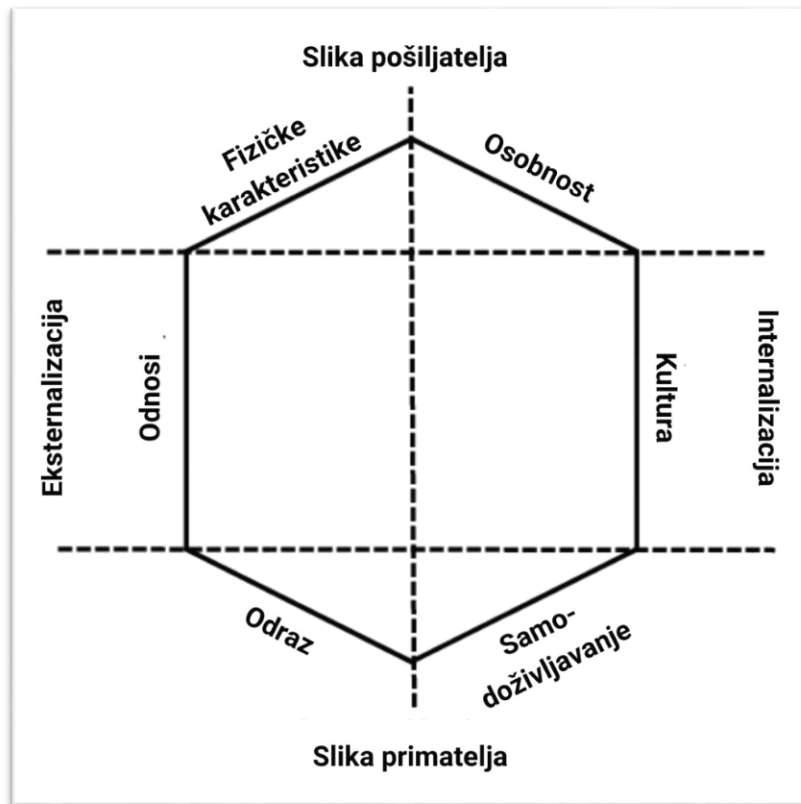 Slika pošiljatelja
Fizičke
karakteristike
Osobnost
Eksternalizacija
Odnosi
Kultura
Internalizacija
Odraz
Samo-
doživljavanje
Slika primatelja